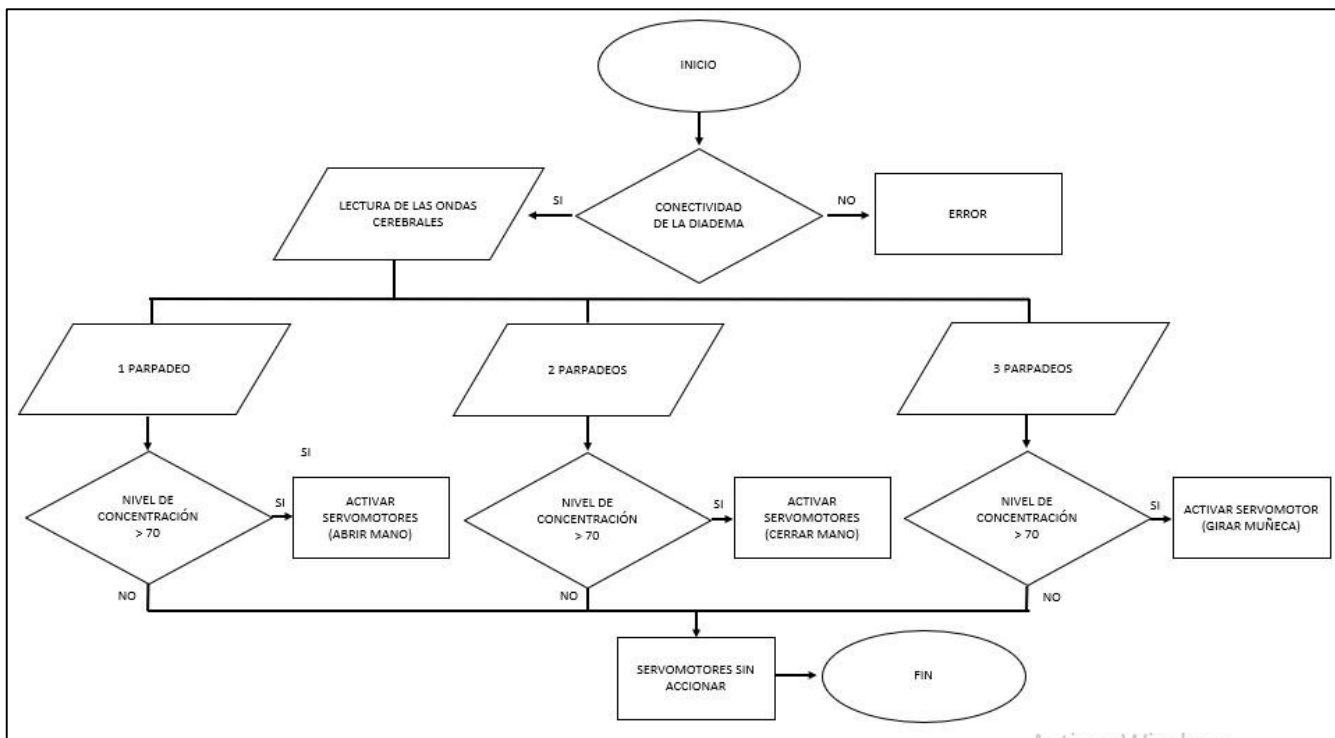 INICIO
LECTURA DE LAS ONDAS
CEREBRALES
SI
CONECTIVIDAD
DE LA DIADEMA
NO
ERROR
1 PARPADEO
2 PARPADEOS
3 PARPADEOS
SI
NIVEL DE
CONCENTRACIÓN
> 70
SI
ACTIVAR
SERVOMOTORES
(ABRIR MANO)
NIVEL DE
CONCENTRACIÓN
> 70
SI
ACTIVAR
SERVOMOTORES
(CERRAR MANO)
NIVEL DE
CONCENTRACIÓN
> 70
SI
ACTIVAR SERVOMOTOR
(GIRAR MUÑECA)
NO
NO
NO
SERVOMOTORES SIN
ACCIONAR
FIN